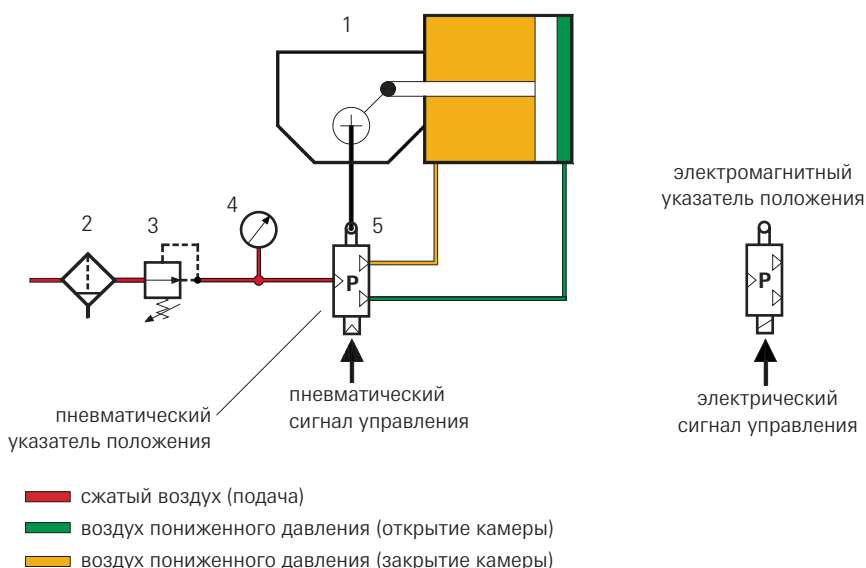 1
2
3
4
5
P
пневматический
сигнал управления
пневматический
указатель положения
электромагнитный
указатель положения
P
электрический
сигнал управления
сжатый воздух (подача)
воздух пониженного давления (открытие камеры)
воздух пониженного давления (закрытие камеры)